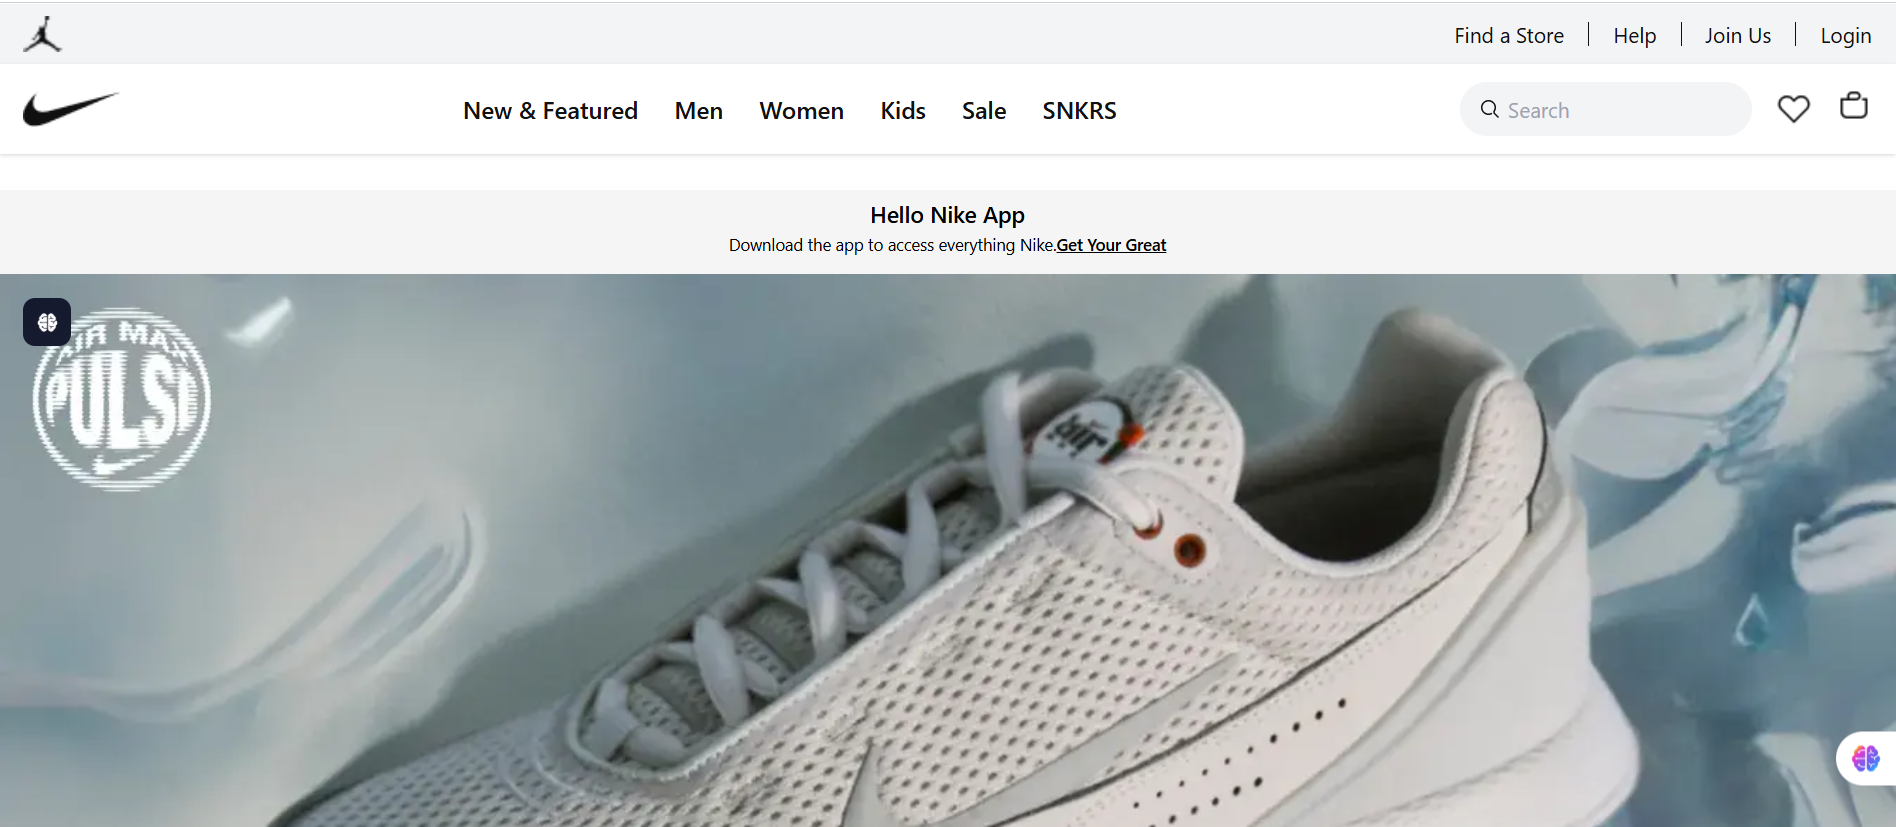 Find a Store
Help
Join Us
Login
New & Featured
Men
Women
Kids
Sale
SNKRS
Search
Hello Nike App
Download the app to access everything Nike.Get Your Great
AIR MAX
PULSE
AIR